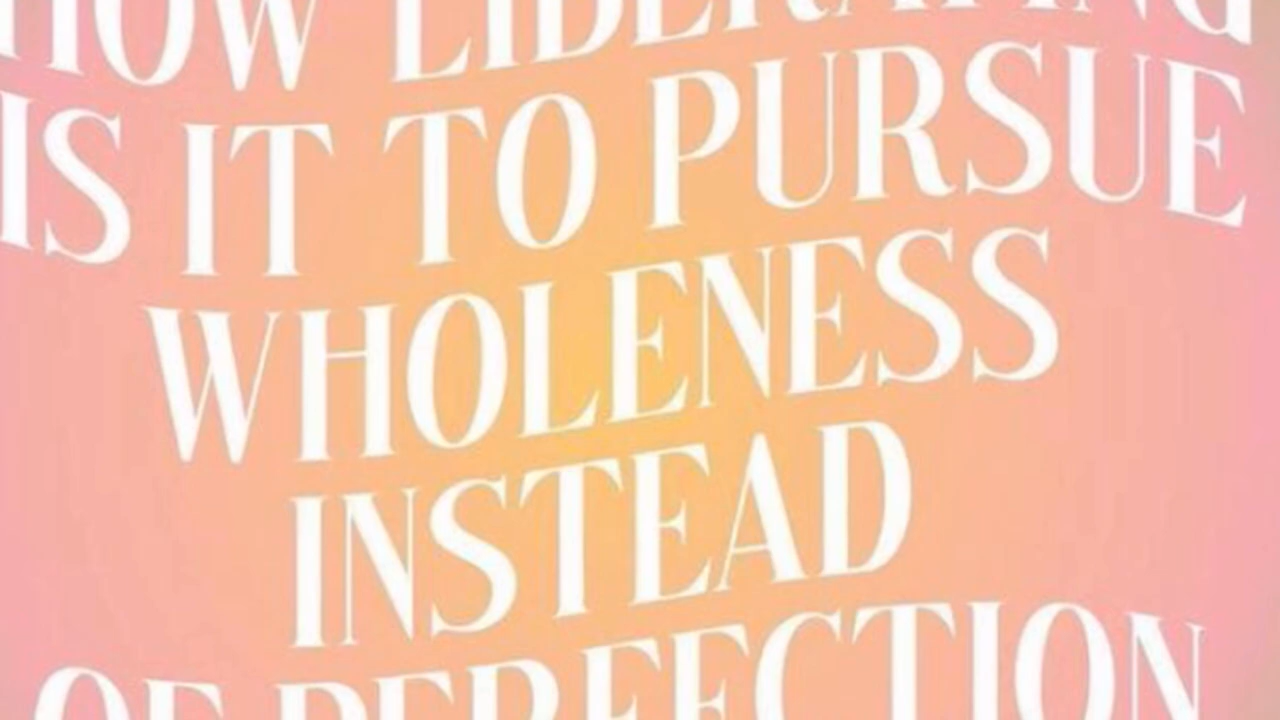 HOW LIBERATING
IS IT TO PURSUE
WHOLENESS
INSTEAD
OF PERFECTION